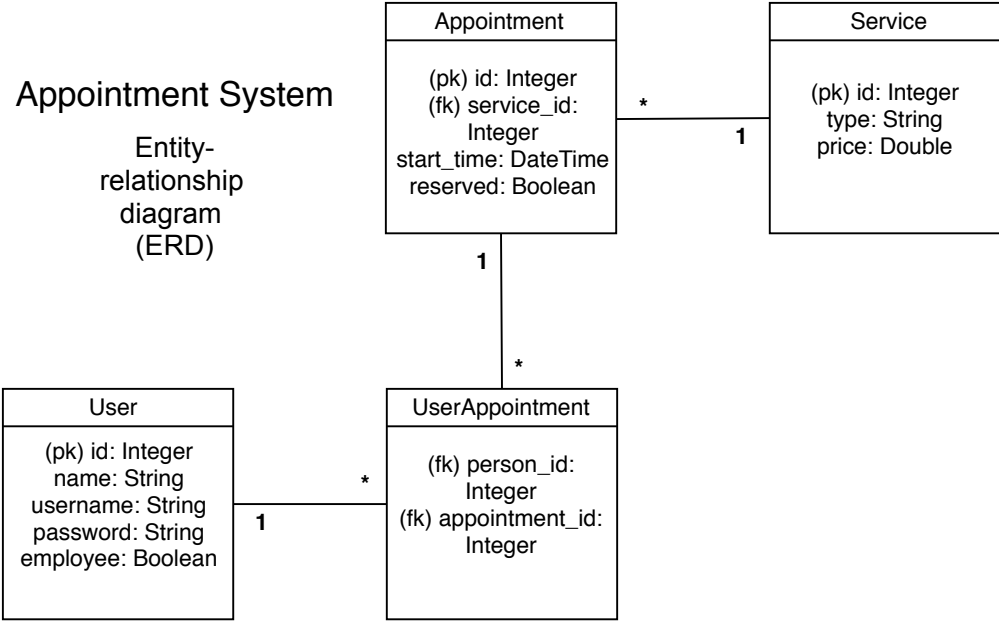 Appointment System
Entity-
relationship
diagram
(ERD)
Appointment
(pk) id: Integer
(fk) service_id:
Integer
start_time: DateTime
reserved: Boolean
*
1
Service
(pk) id: Integer
type: String
price: Double
1
*
User
(pk) id: Integer
name: String
username: String
password: String
employee: Boolean
1
*
UserAppointment
(fk) person_id:
Integer
(fk) appointment_id:
Integer